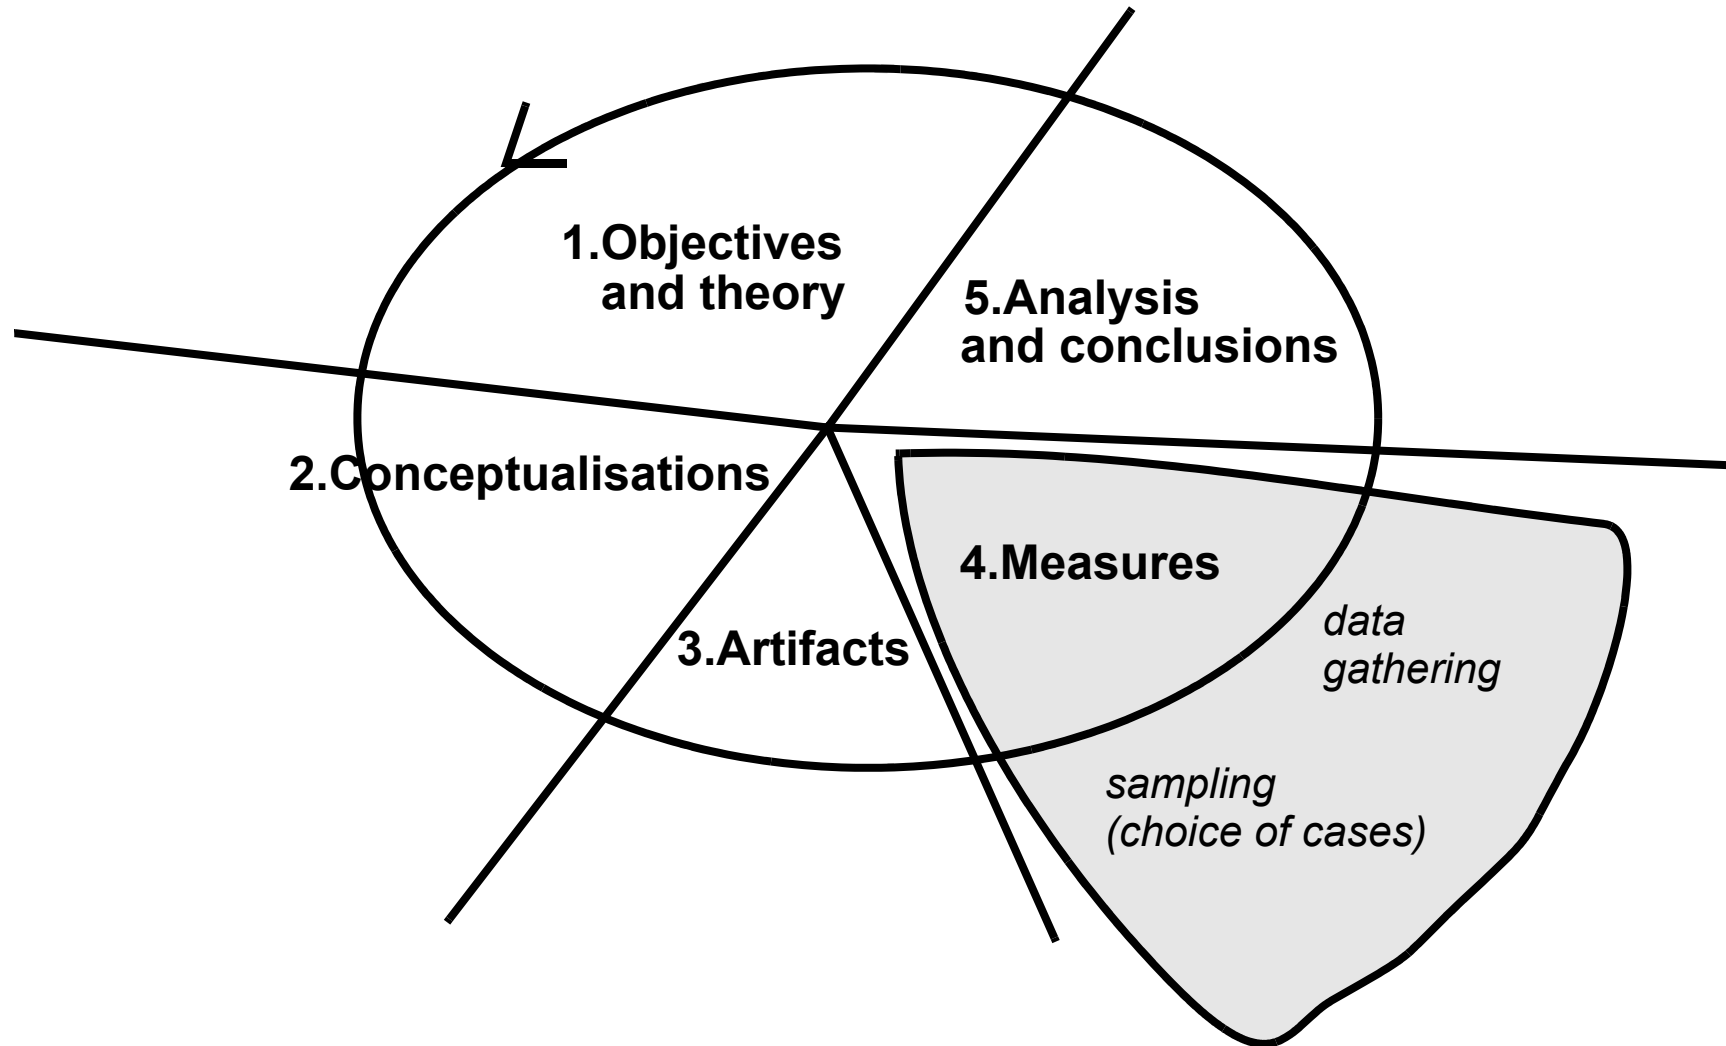 1.Objectives
and theory
5.Analysis
and conclusions
2.Conceptualisations
4.Measures
3.Artifacts
data
gathering
sampling
(choice of cases)